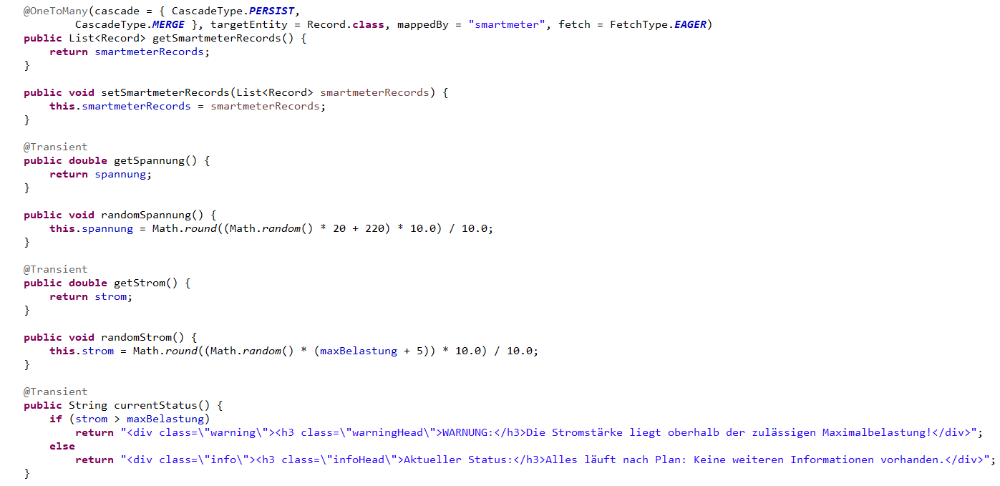 @OneToMany(cascade = { CascadeType.PERSIST,
        CascadeType.MERGE }, targetEntity = Record.class, mappedBy = "smartmeter", fetch = FetchType.EAGER)
public List<Record> getSmartmeterRecords() {
    return smartmeterRecords;
}

public void setSmartmeterRecords(List<Record> smartmeterRecords) {
    this.smartmeterRecords = smartmeterRecords;
}

@Transient
public double getSpannung() {
    return spannung;
}

public void randomSpannung() {
    this.spannung = Math.round((Math.random() * 20 + 220) * 10.0) / 10.0;
}

@Transient
public double getStrom() {
    return strom;
}

public void randomStrom() {
    this.strom = Math.round((Math.random() * (maxBelastung + 5)) * 10.0) / 10.0;
}

@Transient
public String currentStatus() {
    if (strom > maxBelastung)
        return "<div class=\"warning\"><h3 class=\"warningHead\">WARNUNG:</h3>Die Stromstärke liegt oberhalb der zulässigen Maximalbelastung!</div>";
    else
        return "<div class=\"info\"><h3 class=\"infoHead\">Aktueller Status:</h3>Alles läuft nach Plan: Keine weiteren Informationen vorhanden.</div>";
}